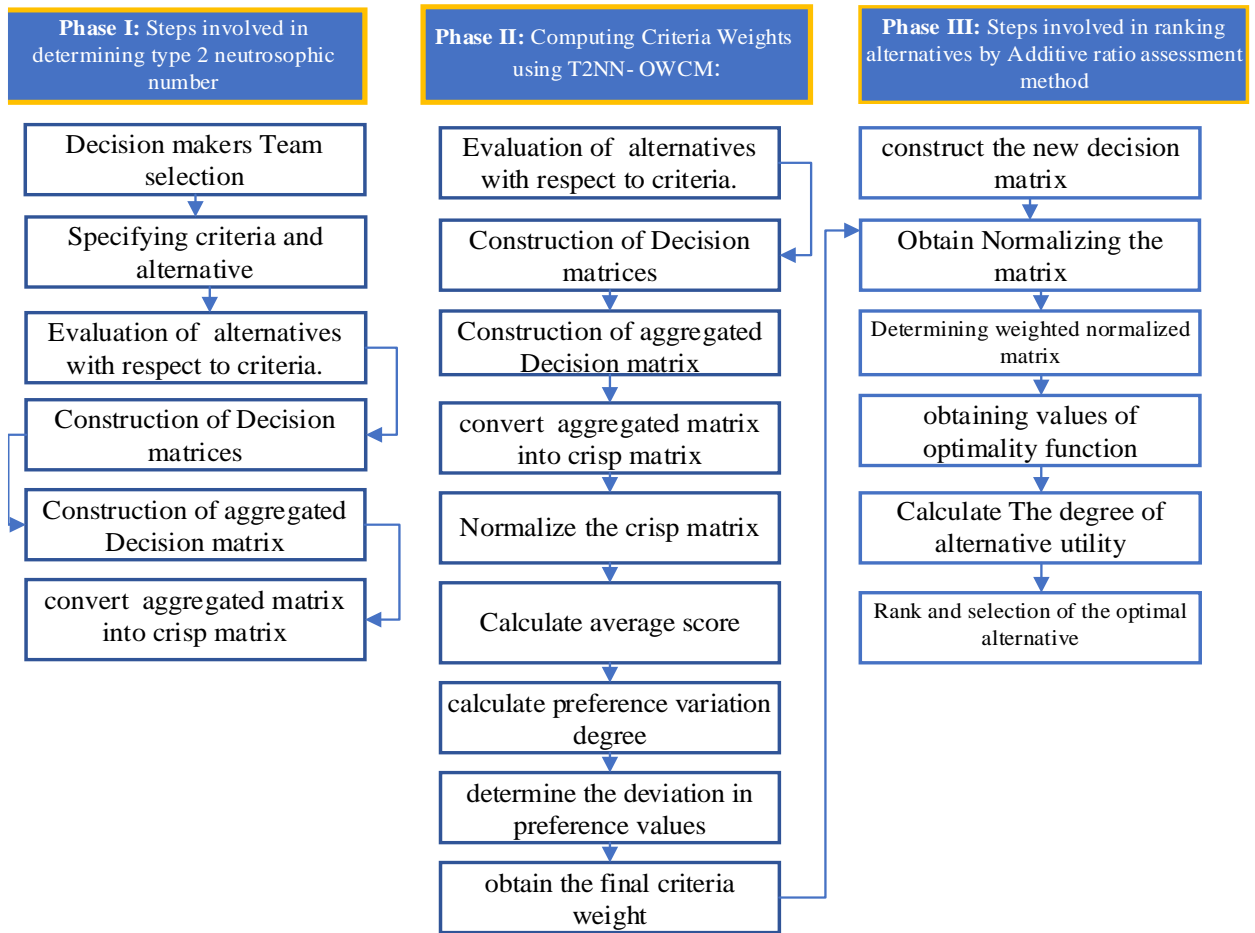 Phase I: Steps involved in
determining type 2 neutrosophic
number
Decision makers Team
selection
Specifying criteria and
alternative
Evaluation of alternatives
with respect to criteria.
Construction of Decision
matrices
Construction of aggregated
Decision matrix
convert aggregated matrix
into crisp matrix
Phase II: Computing Criteria Weights
using T2NN- OWCM:
Evaluation of alternatives
with respect to criteria.
Construction of Decision
matrices
Construction of aggregated
Decision matrix
convert aggregated matrix
into crisp matrix
Normalize the crisp matrix
Calculate average score
calculate preference variation
degree
determine the deviation in
preference values
obtain the final criteria
weight
Phase III: Steps involved in ranking
alternatives by Additive ratio assessment
method
construct the new decision
matrix
Obtain Normalizing the
matrix
Determining weighted normalized
matrix
obtaining values of
optimality function
Calculate The degree of
alternative utility
Rank and selection of the optimal
alternative